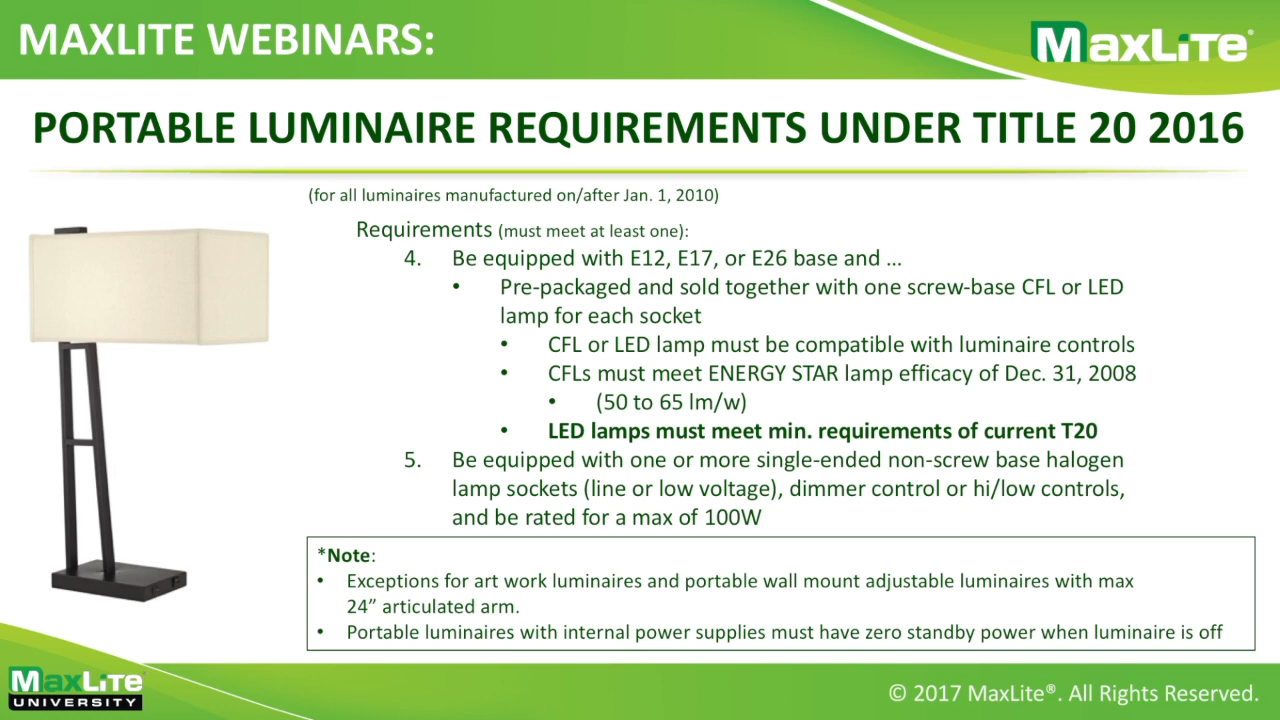 MAXLITE WEBINARS:
MAXLITE®
PORTABLE LUMINAIRE REQUIREMENTS UNDER TITLE 20 2016
(for all luminaires manufactured on/after Jan. 1, 2010)
Requirements (must meet at least one):
4. Be equipped with E12, E17, or E26 base and ...
• Pre-packaged and sold together with one screw-base CFL or LED
lamp for each socket
• CFL or LED lamp must be compatible with luminaire controls
• CFLs must meet ENERGY STAR lamp efficacy of Dec. 31, 2008
• (50 to 65 lm/w)
• LED lamps must meet min. requirements of current T20
5. Be equipped with one or more single-ended non-screw base halogen
lamp sockets (line or low voltage), dimmer control or hi/low controls,
and be rated for a max of 100W
*Note:
• Exceptions for art work luminaires and portable wall mount adjustable luminaires with max
24” articulated arm.
• Portable luminaires with internal power supplies must have zero standby power when luminaire is off
MAXLITE
UNIVERSITY
© 2017 MaxLite®. All Rights Reserved.